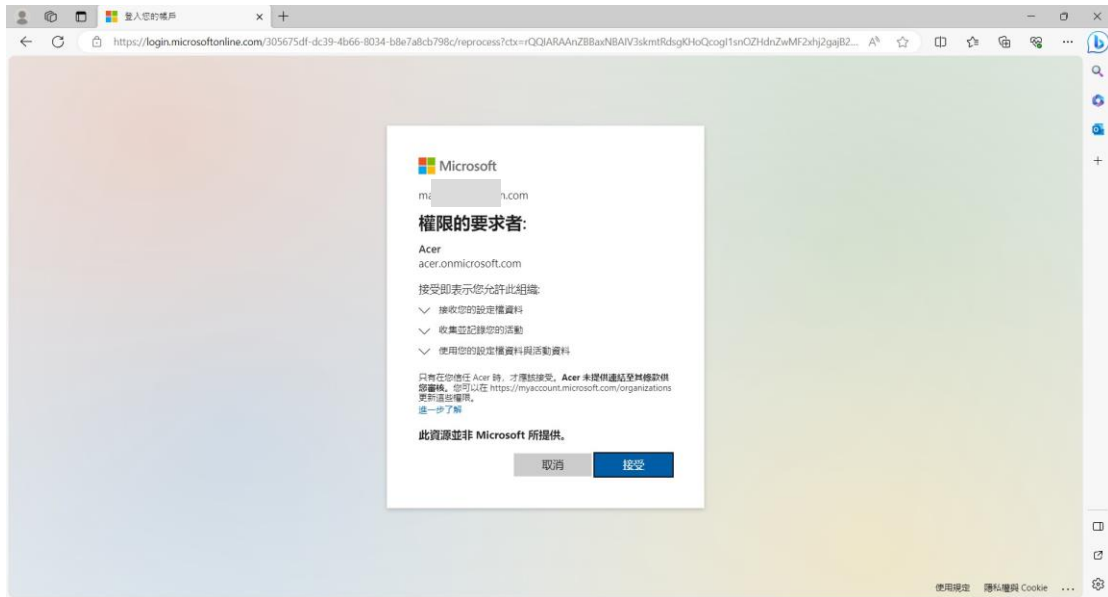 登入您的帳戶
https://login.microsoftonline.com/305675df-dc39-4b66-8034-b8e7a8cb798c/reprocess?ctx=rQQIARAAnZBBaxNBAIV3skmtRdsgKHoQcogl1snOZHdnZwMF2xhj2gajB2...
Microsoft
ma n.com
權限的要求者:
Acer
acer.onmicrosoft.com
接受即表示您允許此組織:
接收您的設定檔資料
收集並記錄您的活動
使用您的設定檔資料與活動資料
只有在您信任 Acer 時，才應該接受。Acer 未提供連結至其條款供
您審核。您可以在 https://myaccount.microsoft.com/organizations
更新這些權限。
進一步了解
此資源並非 Microsoft 所提供。
取消 接受
使用規定 隱私權與 Cookie ...